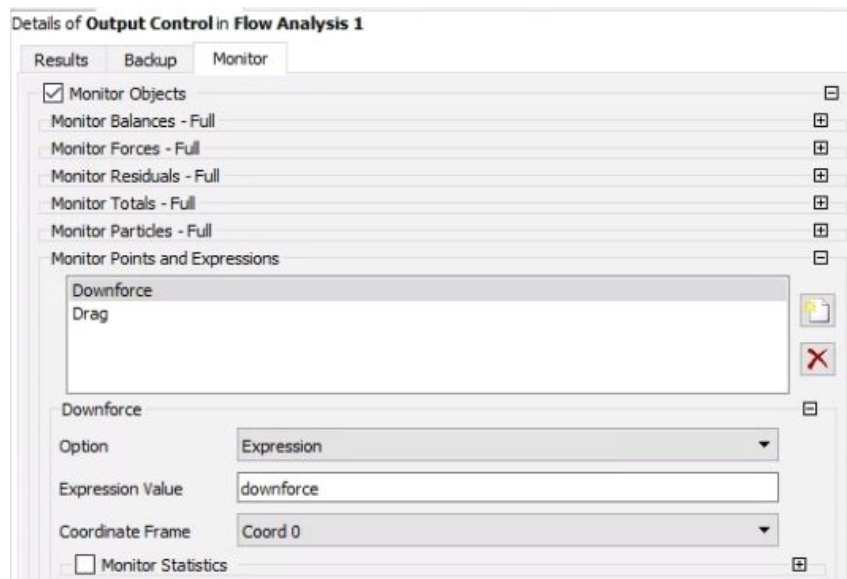 Details of Output Control in Flow Analysis 1
Results Backup Monitor
Monitor Objects
Monitor Balances - Full
Monitor Forces - Full
Monitor Residuals - Full
Monitor Totals - Full
Monitor Particles - Full
Monitor Points and Expressions
Downforce
Drag
Downforce
Option Expression
Expression Value downforce
Coordinate Frame Coord 0
Monitor Statistics